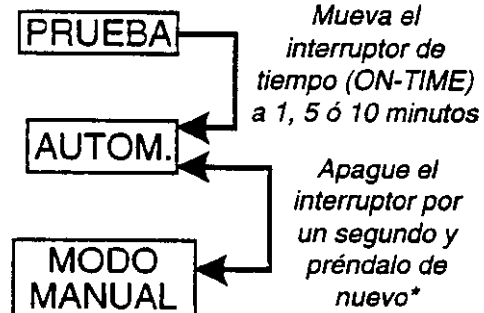 PRUEBA
Mueva el
interruptor de
tiempo (ON-TIME)
a 1, 5 ó 10 minutos
AUTOM.
Apague el
interruptor por
un segundo y
préndalo de
nuevo*
MODO
MANUAL